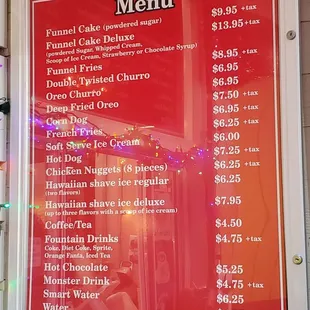 Menu
Funnel Cake (powdered sugar) $9.95 +tax
Funnel Cake Deluxe $13.95 +tax
(powdered Sugar, Whipped Cream,
Scoop of Ice Cream, Strawberry or Chocolate Syrup)
Funnel Fries $8.95 +tax
Double Twisted Churro $6.95
Oreo Churro $6.95
Deep Fried Oreo $7.50 +tax
Corn Dog $6.95 +tax
French Fries $6.25 +tax
Soft Serve Ice Cream $6.00
Hot Dog $7.25 +tax
Chicken Nuggets (8 pieces) $6.25 +tax
Hawaiian shave ice regular $6.25
(two flavors)
Hawaiian shave ice deluxe $7.95
(up to three flavors with a scoop of ice cream)
Coffee/Tea $4.50
Fountain Drinks $4.75 +tax
Coke, Diet Coke, Sprite,
Orange Fanta, Iced Tea
Hot Chocolate $5.25
Monster Drink $4.75 +tax
Smart Water $6.25
Water